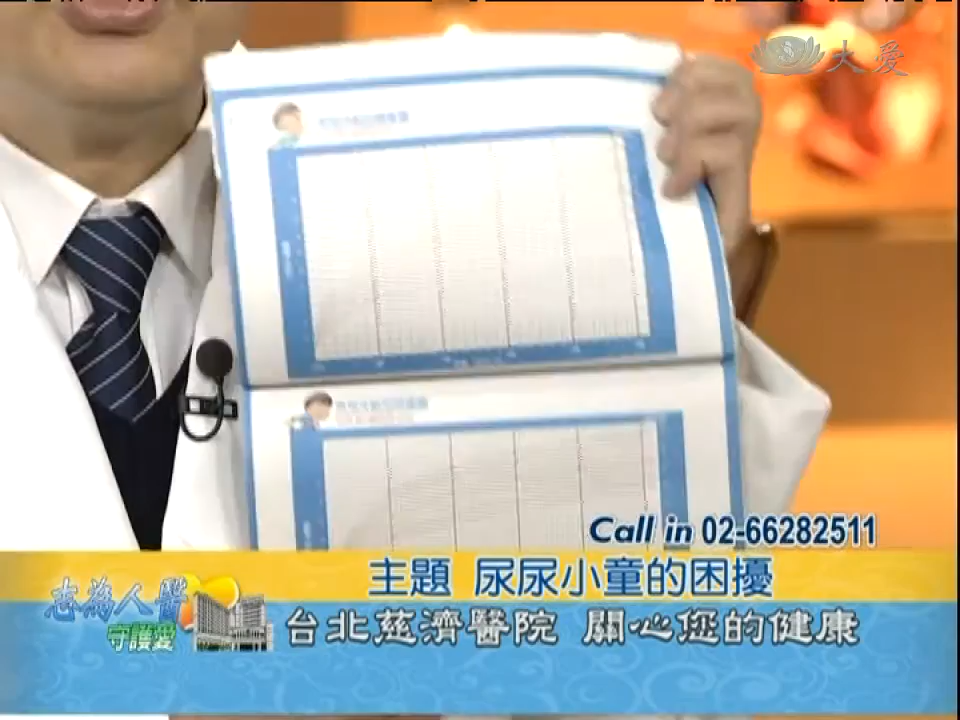 大愛
Call in 02-66282511
主題 尿尿小童的困擾
志為人醫
守護愛
台北慈濟醫院 關心您的健康